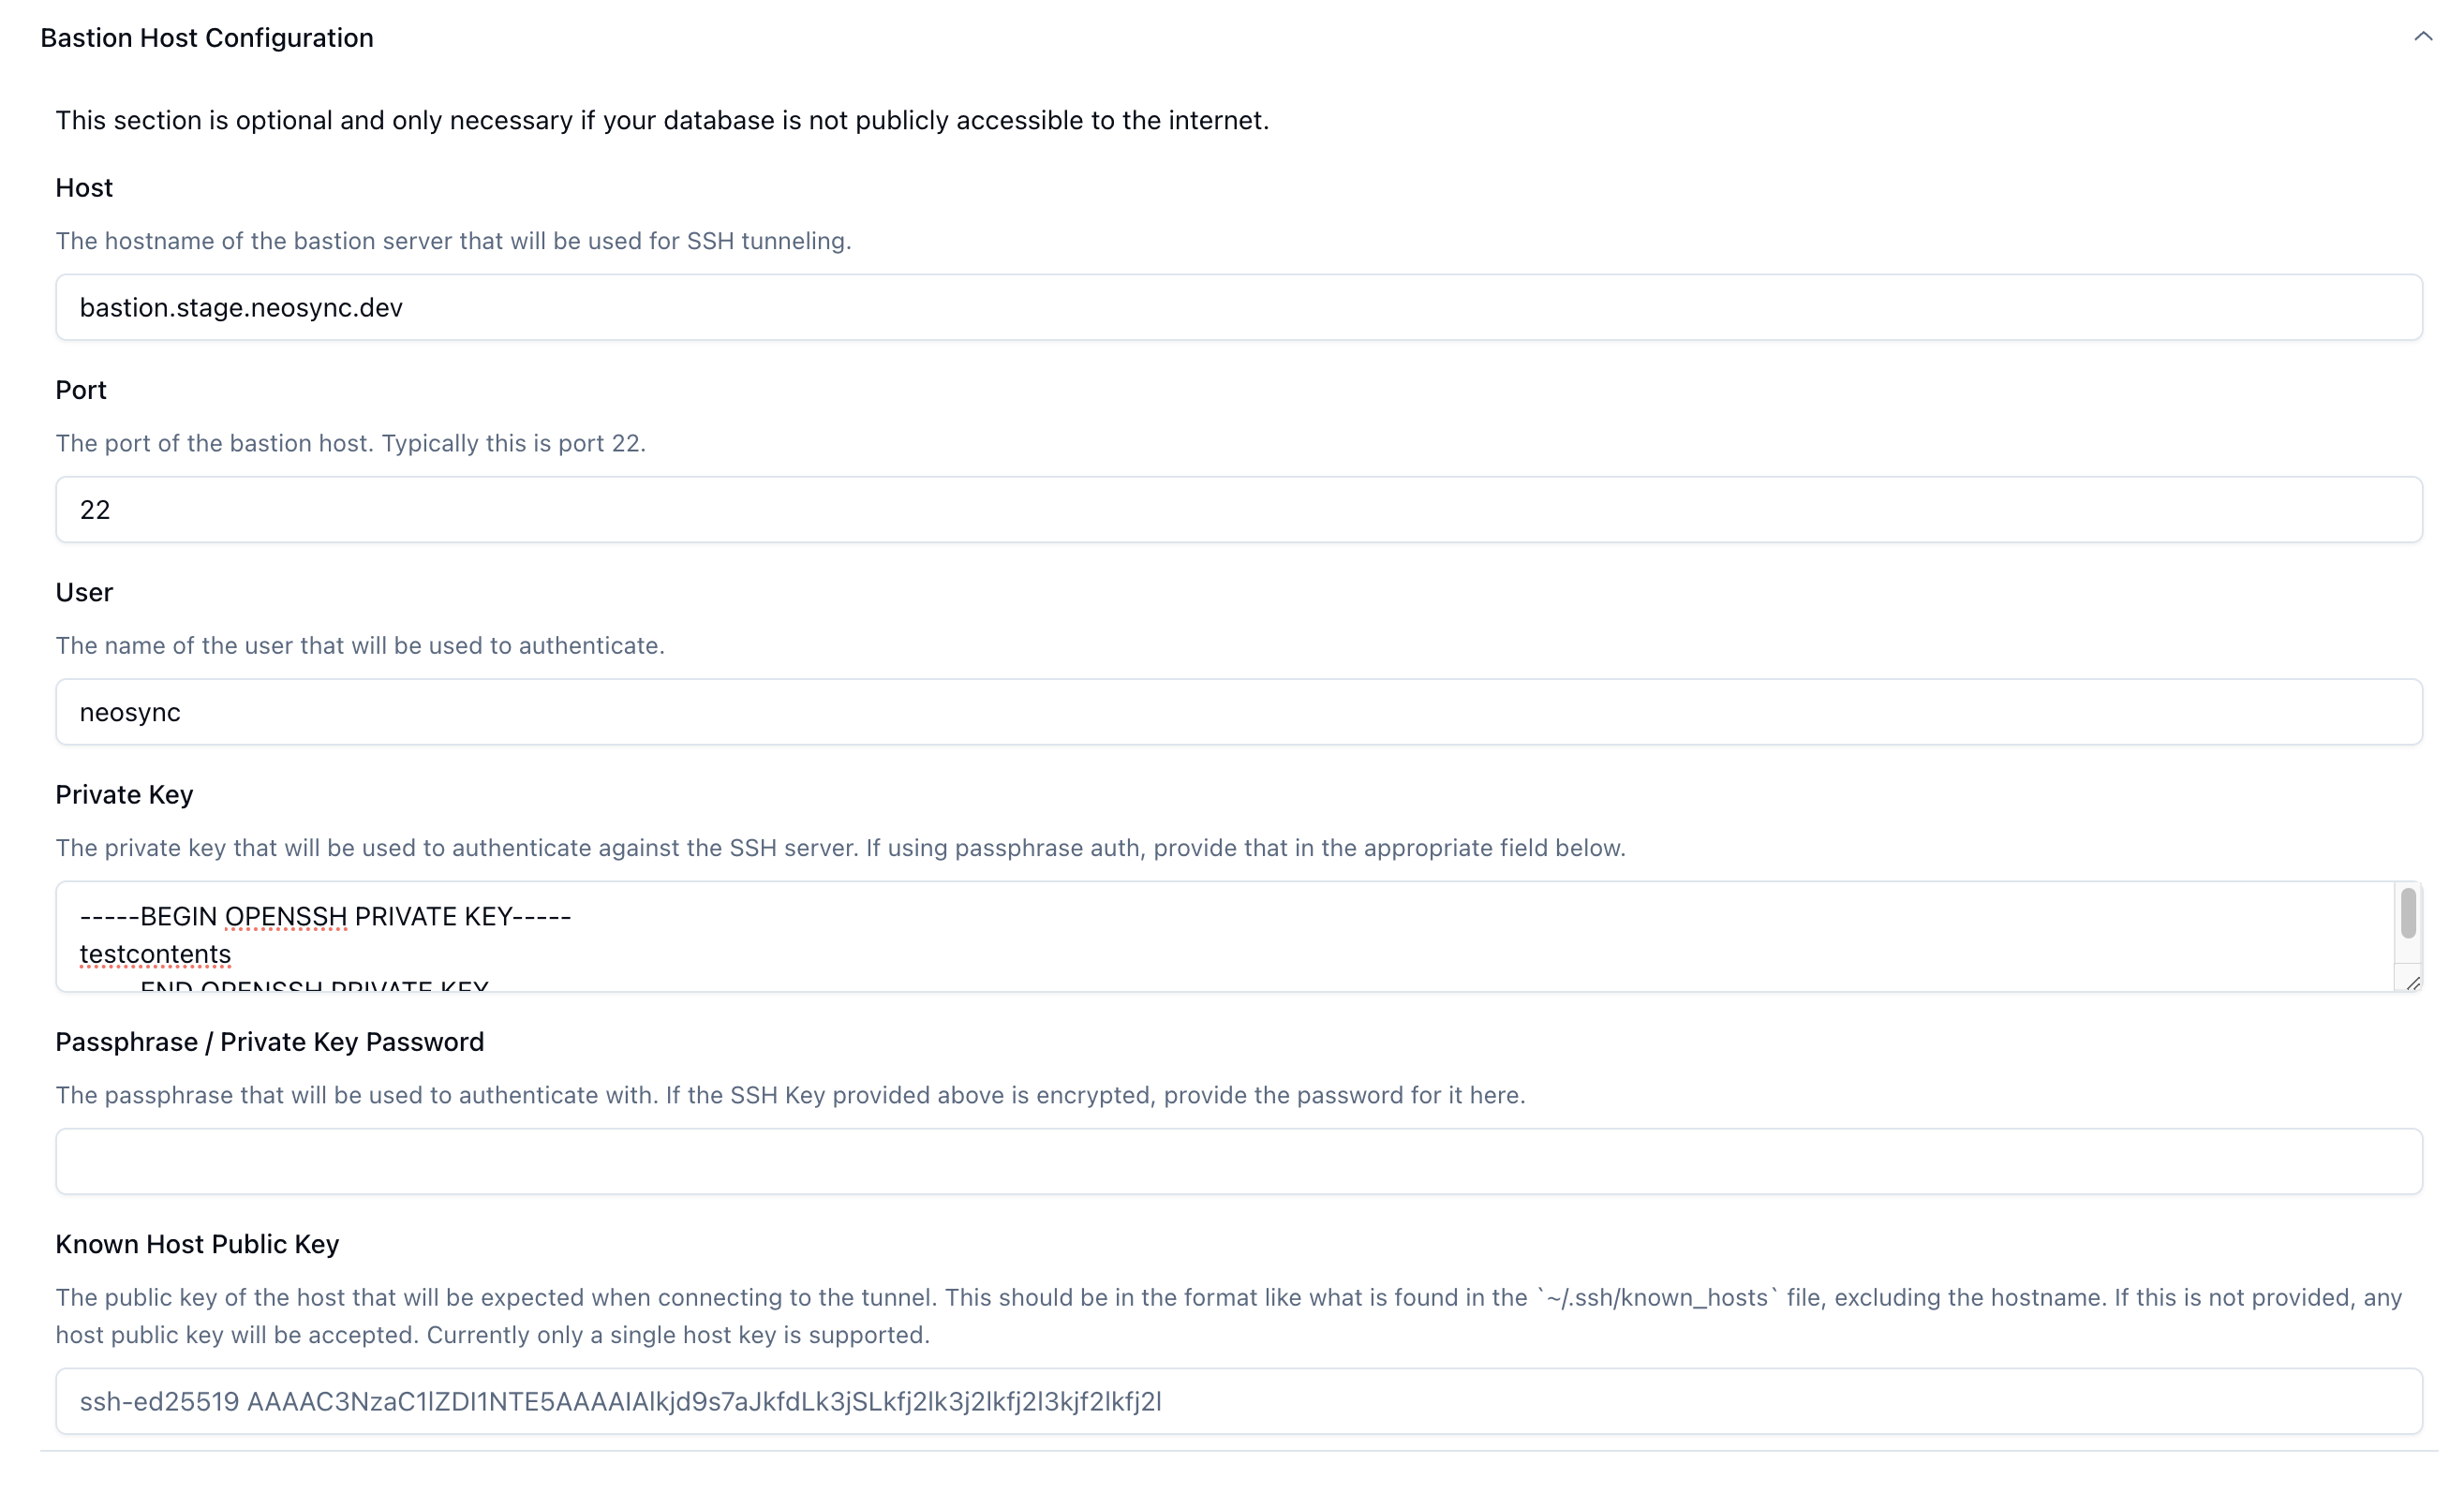 Bastion Host Configuration
This section is optional and only necessary if your database is not publicly accessible to the internet.
Host
The hostname of the bastion server that will be used for SSH tunneling.
bastion.stage.neosync.dev
Port
The port of the bastion host. Typically this is port 22.
22
User
The name of the user that will be used to authenticate.
neosync
Private Key
The private key that will be used to authenticate against the SSH server. If using passphrase auth, provide that in the appropriate field below.
-----BEGIN OPENSSH PRIVATE KEY-----
testcontents
END OPENSSH PRIVATE KEY
Passphrase / Private Key Password
The passphrase that will be used to authenticate with. If the SSH Key provided above is encrypted, provide the password for it here.
Known Host Public Key
The public key of the host that will be expected when connecting to the tunnel. This should be in the format like what is found in the `~/.ssh/known_hosts` file, excluding the hostname. If this is not provided, any
host public key will be accepted. Currently only a single host key is supported.
ssh-ed25519 AAAAC3NzaC1lZDI1NTE5AAAAIAlkjd9s7aJkfdLk3jSLkfj2lk3j2lkfj2l3kjf2lkfj2l